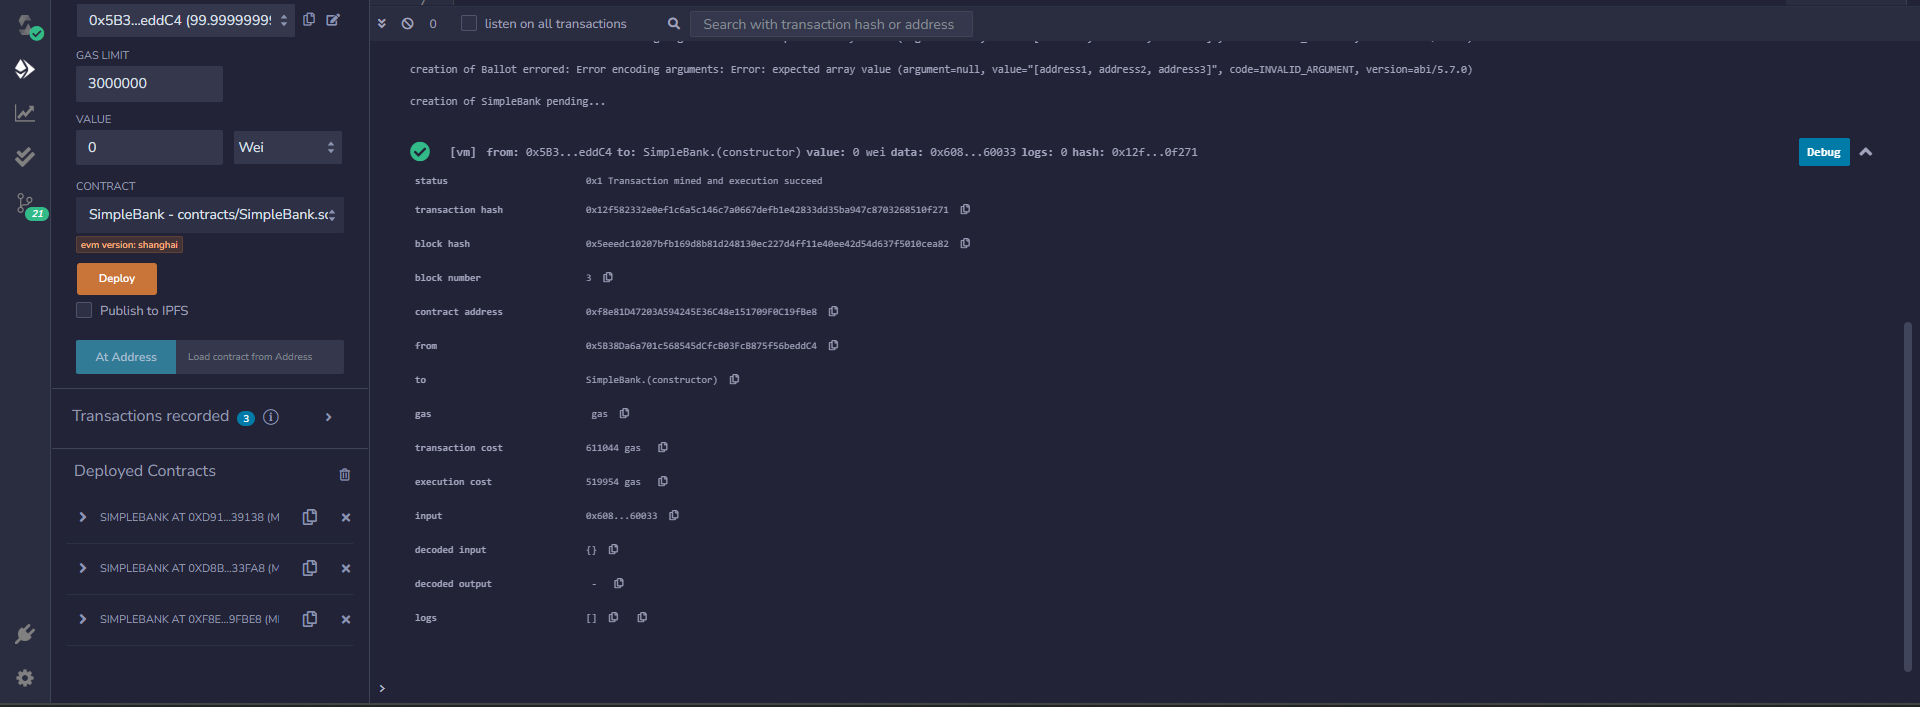 0x5B3...eddC4 (99.9999999
GAS LIMIT
3000000
VALUE
0
Wei
CONTRACT
SimpleBank - contracts/SimpleBank.so
evm version: shanghai
Deploy
Publish to IPFS
At Address
Load contract from Address
Transactions recorded 3
Deployed Contracts
SIMPLEBANK AT 0XD91...39138 (M
SIMPLEBANK AT 0XD8B...33FA8 (M
SIMPLEBANK AT 0XF8E...9FBE8 (M
21
0
listen on all transactions
Search with transaction hash or address
creation of Ballot errored: Error encoding arguments: Error: expected array value (argument=null, value="[address1, address2, address3]", code=INVALID_ARGUMENT, version=abi/5.7.0)
creation of SimpleBank pending...
[vm] from: 0x5B3...eddC4 to: SimpleBank.(constructor) value: 0 wei data: 0x608...60033 logs: 0 hash: 0x12f...0f271
Debug
status 0x1 Transaction mined and execution succeed
transaction hash 0x12f582332e0ef1c6a5c146c7a0667defb1e42833dd35ba947c8703268510f271
block hash 0x5eeedc10207bfb169d8b81d248130ec227d4ff11e40ee42d54d637f5010cea82
block number 3
contract address 0xf8e81D47203A594245E36C48e151709F0C19fBe8
from 0x5B38Da6a701c568545dCfcB03FcB875f56beddC4
to SimpleBank.(constructor)
gas gas
transaction cost 611044 gas
execution cost 519954 gas
input 0x608...60033
decoded input {}
decoded output -
logs []
>